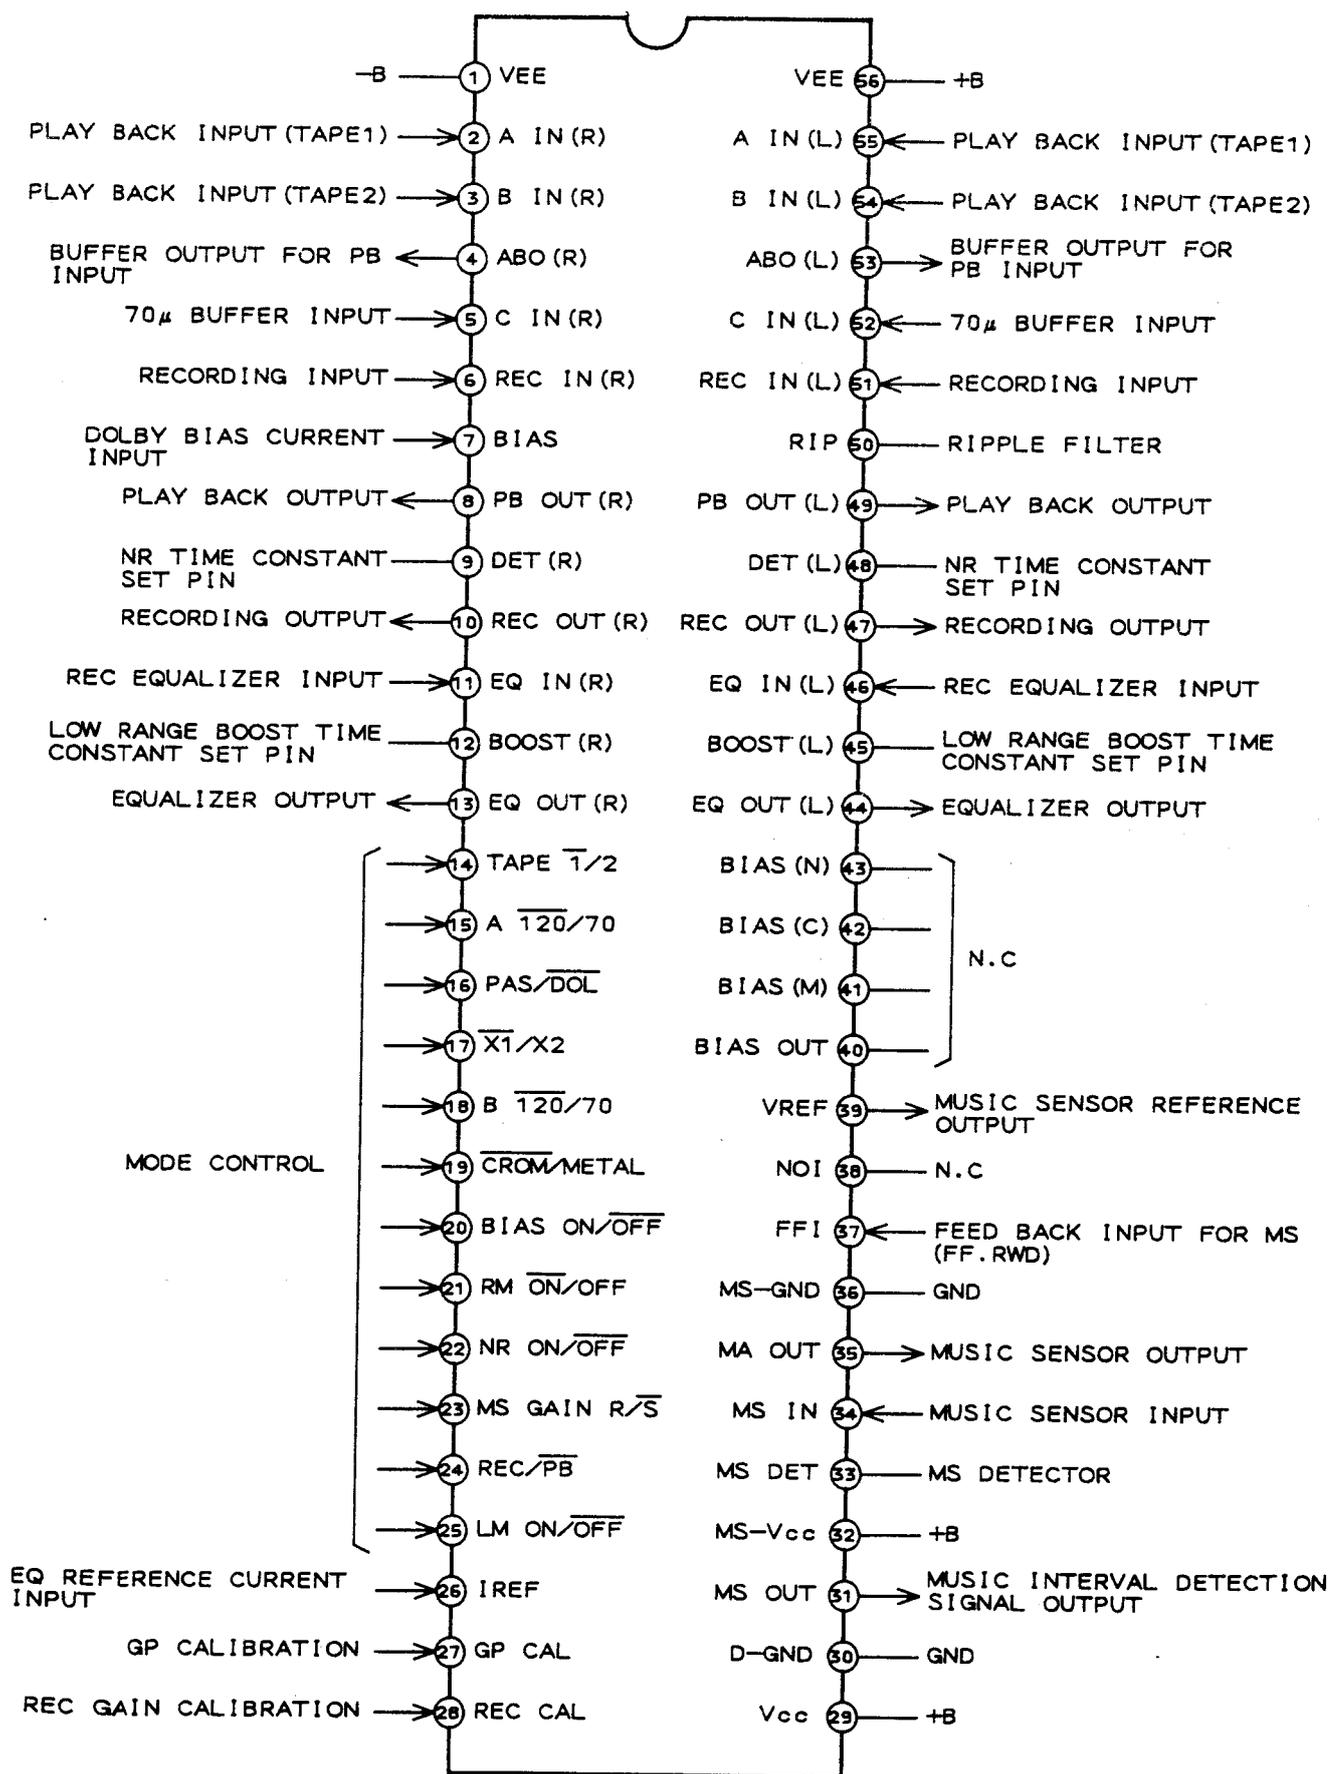 −B 1 VEE
PLAY BACK INPUT(TAPE1) 2 A IN(R)
PLAY BACK INPUT(TAPE2) 3 B IN(R)
BUFFER OUTPUT FOR PB 4 ABO(R)
INPUT
70μ BUFFER INPUT 5 C IN(R)
RECORDING INPUT 6 REC IN(R)
DOLBY BIAS CURRENT 7 BIAS
INPUT
PLAY BACK OUTPUT 8 PB OUT(R)
NR TIME CONSTANT 9 DET(R)
SET PIN
RECORDING OUTPUT 10 REC OUT(R)
REC EQUALIZER INPUT 11 EQ IN(R)
LOW RANGE BOOST TIME 12 BOOST(R)
CONSTANT SET PIN
EQUALIZER OUTPUT 13 EQ OUT(R)
MODE CONTROL
14 TAPE 1̅/2
15 A 1̅2̅0̅/70
16 PAS/D̅O̅L̅
17 X̅1̅/X2
18 B 1̅2̅0̅/70
19 C̅R̅O̅M̅/METAL
20 BIAS ON/O̅F̅F̅
21 RM O̅N̅/OFF
22 NR ON/O̅F̅F̅
23 MS GAIN R/S̅
24 REC/P̅B̅
25 LM ON/O̅F̅F̅
EQ REFERENCE CURRENT 26 IREF
INPUT
GP CALIBRATION 27 GP CAL
REC GAIN CALIBRATION 28 REC CAL
VEE 56 +B
A IN(L) 55 PLAY BACK INPUT(TAPE1)
B IN(L) 54 PLAY BACK INPUT(TAPE2)
ABO(L) 53 BUFFER OUTPUT FOR
PB INPUT
C IN(L) 52 70μ BUFFER INPUT
REC IN(L) 51 RECORDING INPUT
RIP 50 RIPPLE FILTER
PB OUT(L) 49 PLAY BACK OUTPUT
DET(L) 48 NR TIME CONSTANT
SET PIN
REC OUT(L) 47 RECORDING OUTPUT
EQ IN(L) 46 REC EQUALIZER INPUT
BOOST(L) 45 LOW RANGE BOOST TIME
CONSTANT SET PIN
EQ OUT(L) 44 EQUALIZER OUTPUT
BIAS(N) 43
BIAS(C) 42
N.C
BIAS(M) 41
BIAS OUT 40
VREF 39 MUSIC SENSOR REFERENCE
OUTPUT
NOI 38 N.C
FFI 37 FEED BACK INPUT FOR MS
(FF.RWD)
MS−GND 36 GND
MA OUT 35 MUSIC SENSOR OUTPUT
MS IN 34 MUSIC SENSOR INPUT
MS DET 33 MS DETECTOR
MS−Vcc 32 +B
MS OUT 31 MUSIC INTERVAL DETECTION
SIGNAL OUTPUT
D−GND 30 GND
Vcc 29 +B